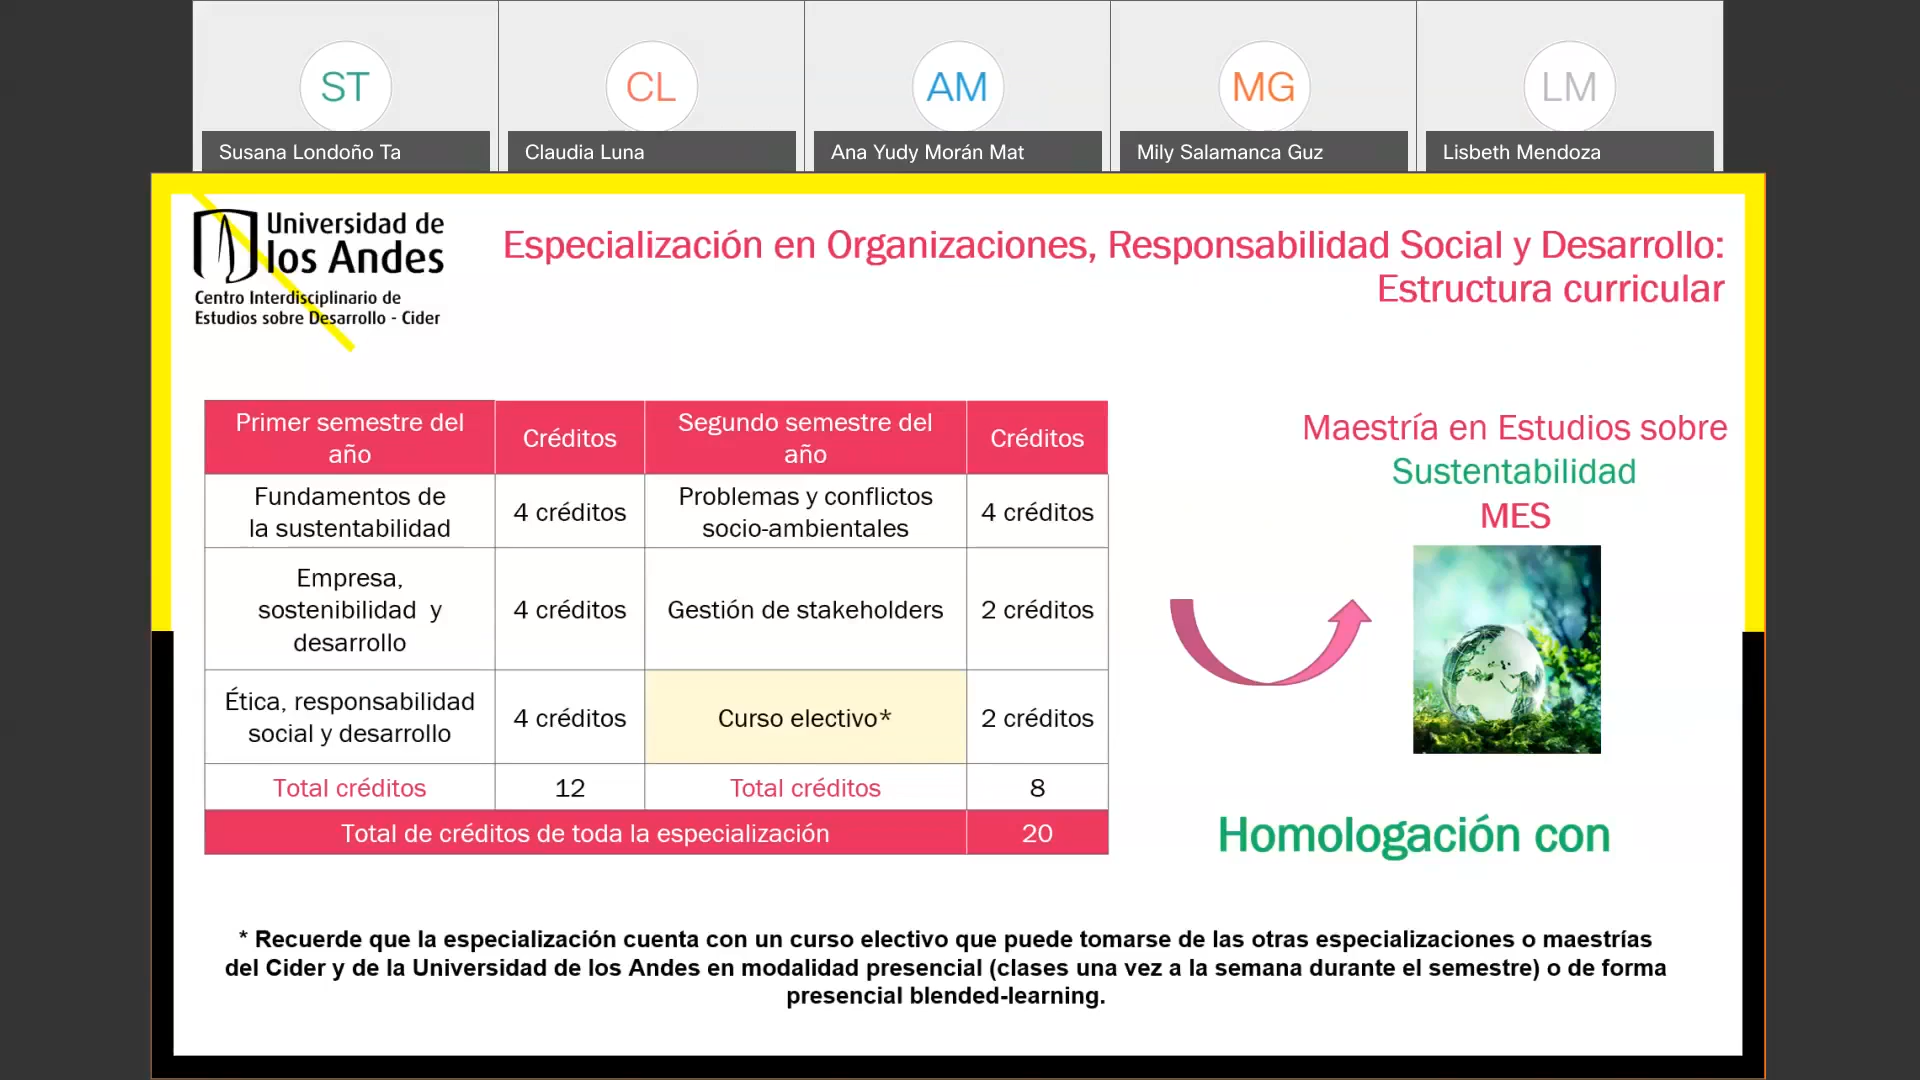 ST
CL
AM
MG
LM
Susana Londoño Ta
Claudia Luna
Ana Yudy Morán Mat
Mily Salamanca Guz
Lisbeth Mendoza
Universidad de
los Andes
Centro Interdisciplinario de
Estudios sobre Desarrollo - Cider
Especialización en Organizaciones, Responsabilidad Social y Desarrollo:
Estructura curricular
Primer semestre del
año
Créditos
Segundo semestre del
año
Créditos
Fundamentos de
la sustentabilidad
4 créditos
Problemas y conflictos
socio-ambientales
4 créditos
Empresa,
sostenibilidad y
desarrollo
4 créditos
Gestión de stakeholders
2 créditos
Ética, responsabilidad
social y desarrollo
4 créditos
Curso electivo*
2 créditos
Total créditos
12
Total créditos
8
Total de créditos de toda la especialización
20
Maestría en Estudios sobre
Sustentabilidad
MES
Homologación con
* Recuerde que la especialización cuenta con un curso electivo que puede tomarse de las otras especializaciones o maestrías
del Cider y de la Universidad de los Andes en modalidad presencial (clases una vez a la semana durante el semestre) o de forma
presencial blended-learning.